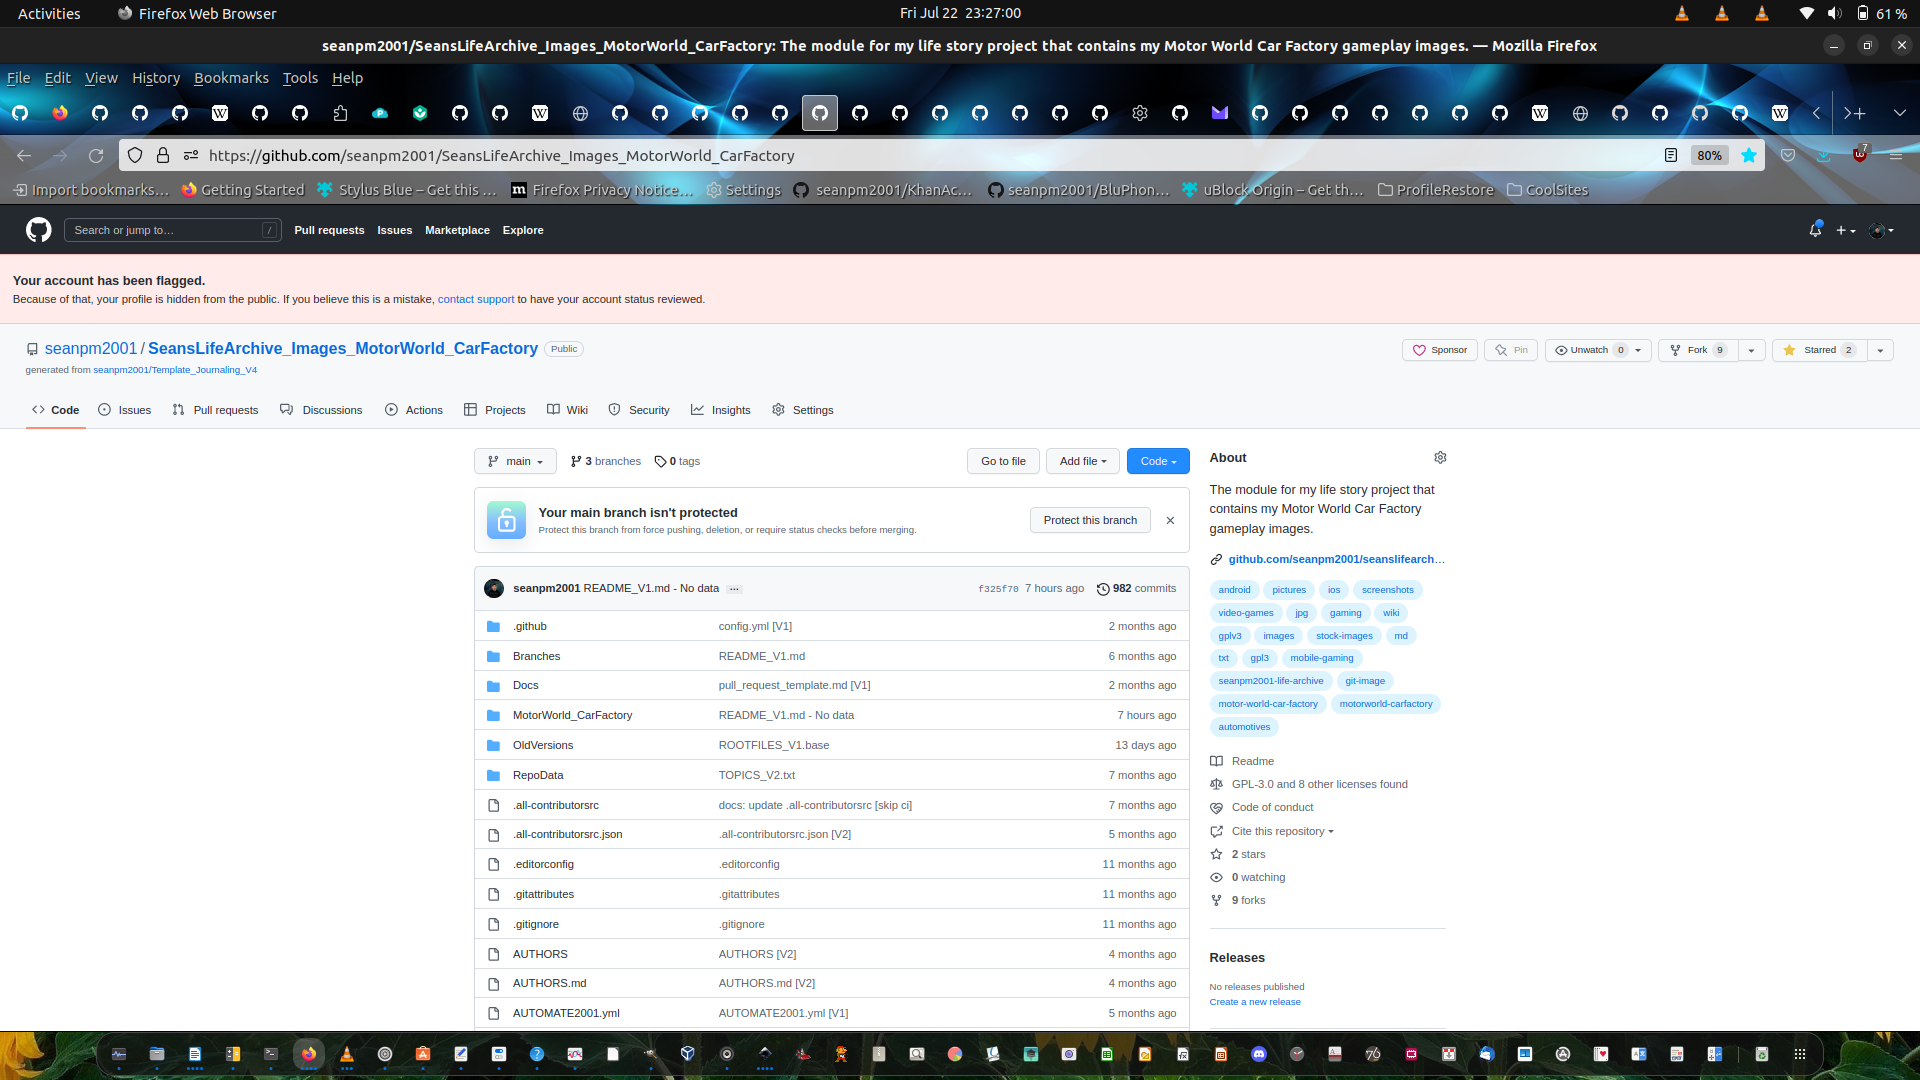 Activities
Firefox Web Browser
Fri Jul 22 23:27:00
61 %
seanpm2001/SeansLifeArchive_Images_MotorWorld_CarFactory: The module for my life story project that contains my Motor World Car Factory gameplay images. — Mozilla Firefox
File Edit View History Bookmarks Tools Help
https://github.com/seanpm2001/SeansLifeArchive_Images_MotorWorld_CarFactory
80%
7
Import bookmarks… Getting Started Stylus Blue – Get this … Firefox Privacy Notice… Settings seanpm2001/KhanAc… seanpm2001/BluPhon… uBlock Origin – Get th… ProfileRestore CoolSites
Search or jump to… /
Pull requests Issues Marketplace Explore
Your account has been flagged.
Because of that, your profile is hidden from the public. If you believe this is a mistake, contact support to have your account status reviewed.
seanpm2001 / SeansLifeArchive_Images_MotorWorld_CarFactory Public
Sponsor Pin Unwatch 0 Fork 9 Starred 2
generated from seanpm2001/Template_Journaling_V4
Code Issues Pull requests Discussions Actions Projects Wiki Security Insights Settings
main 3 branches 0 tags
Go to file Add file Code
Your main branch isn't protected
Protect this branch from force pushing, deletion, or require status checks before merging.
Protect this branch
seanpm2001 README_V1.md - No data … f325f70 7 hours ago 982 commits
.github config.yml [V1] 2 months ago
Branches README_V1.md 6 months ago
Docs pull_request_template.md [V1] 2 months ago
MotorWorld_CarFactory README_V1.md - No data 7 hours ago
OldVersions ROOTFILES_V1.base 13 days ago
RepoData TOPICS_V2.txt 7 months ago
.all-contributorsrc docs: update .all-contributorsrc [skip ci] 7 months ago
.all-contributorsrc.json .all-contributorsrc.json [V2] 5 months ago
.editorconfig .editorconfig 11 months ago
.gitattributes .gitattributes 11 months ago
.gitignore .gitignore 11 months ago
AUTHORS AUTHORS [V2] 4 months ago
AUTHORS.md AUTHORS.md [V2] 4 months ago
AUTOMATE2001.yml AUTOMATE2001.yml [V1] 5 months ago
About
The module for my life story project that
contains my Motor World Car Factory
gameplay images.
github.com/seanpm2001/seanslifearch…
android pictures ios screenshots
video-games jpg gaming wiki
gplv3 images stock-images md
txt gpl3 mobile-gaming
seanpm2001-life-archive git-image
motor-world-car-factory motorworld-carfactory
automotives
Readme
GPL-3.0 and 8 other licenses found
Code of conduct
Cite this repository
2 stars
0 watching
9 forks
Releases
No releases published
Create a new release